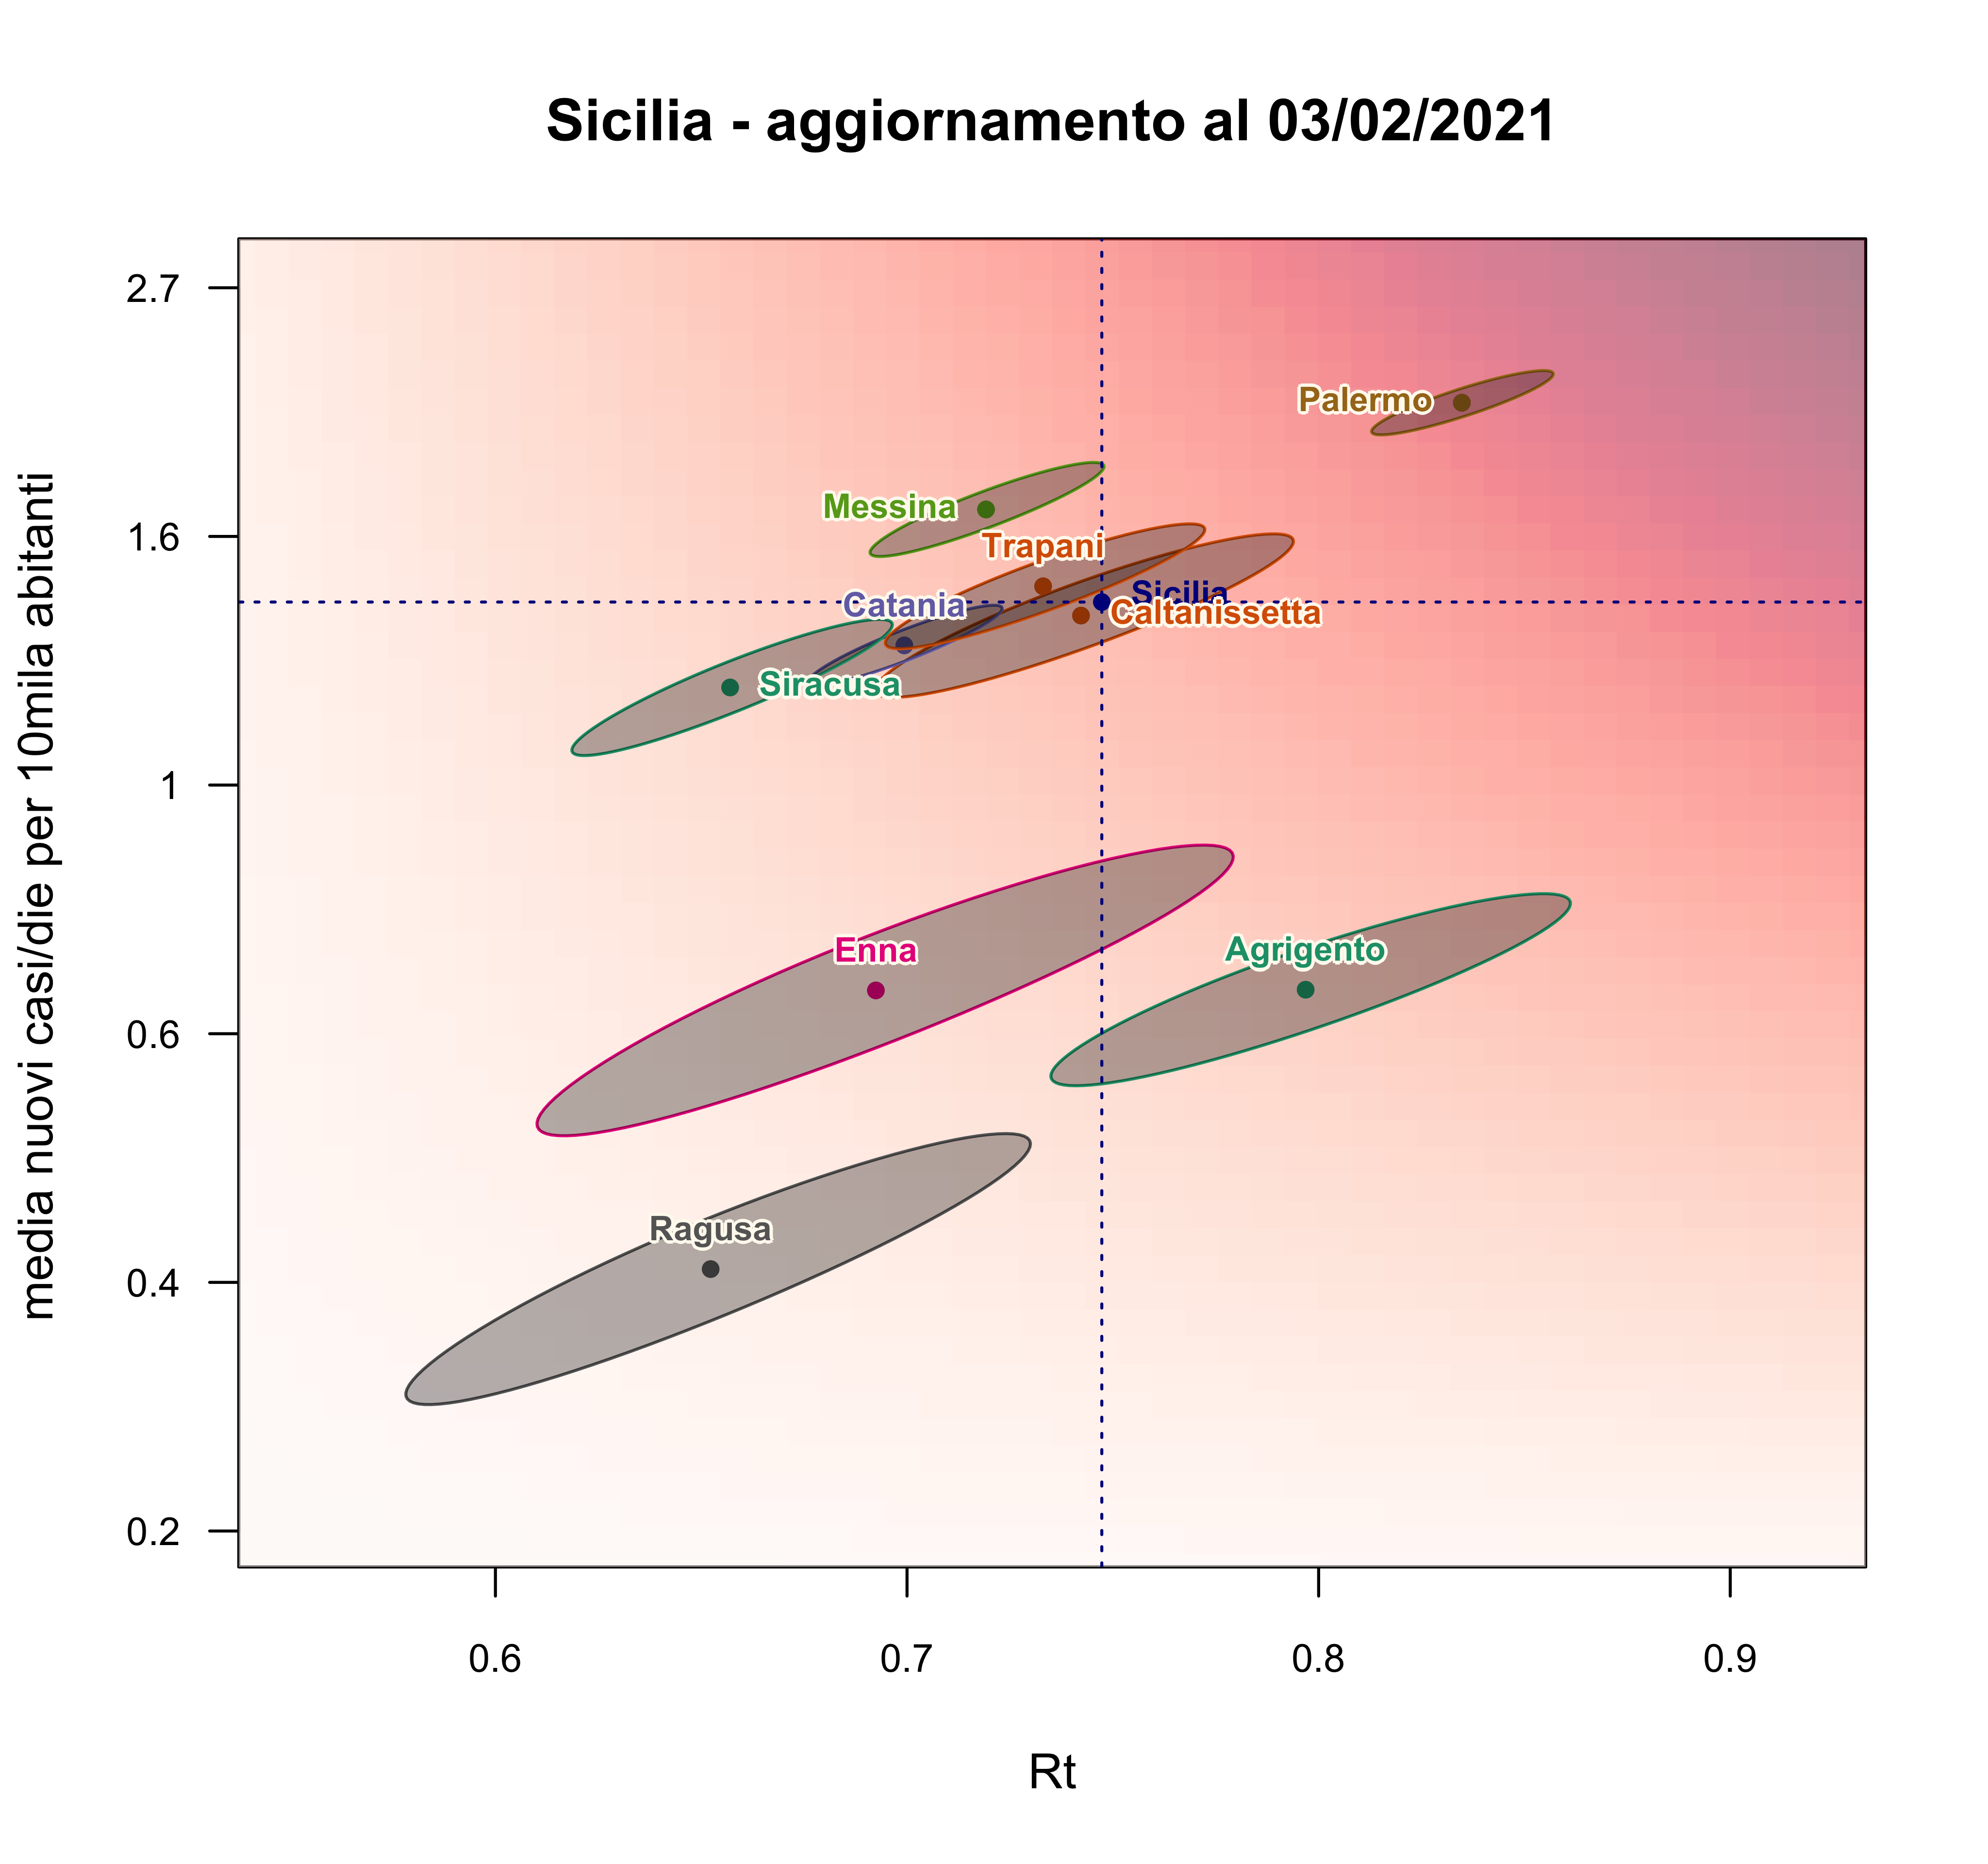 Sicilia - aggiornamento al 03/02/2021
media nuovi casi/die per 10mila abitanti
2.7
1.6
1
0.6
0.4
0.2
Palermo
Messina
Trapani
Sicilia
Catania
Caltanissetta
Siracusa
Enna
Agrigento
Ragusa
0.6 0.7 0.8 0.9
Rt